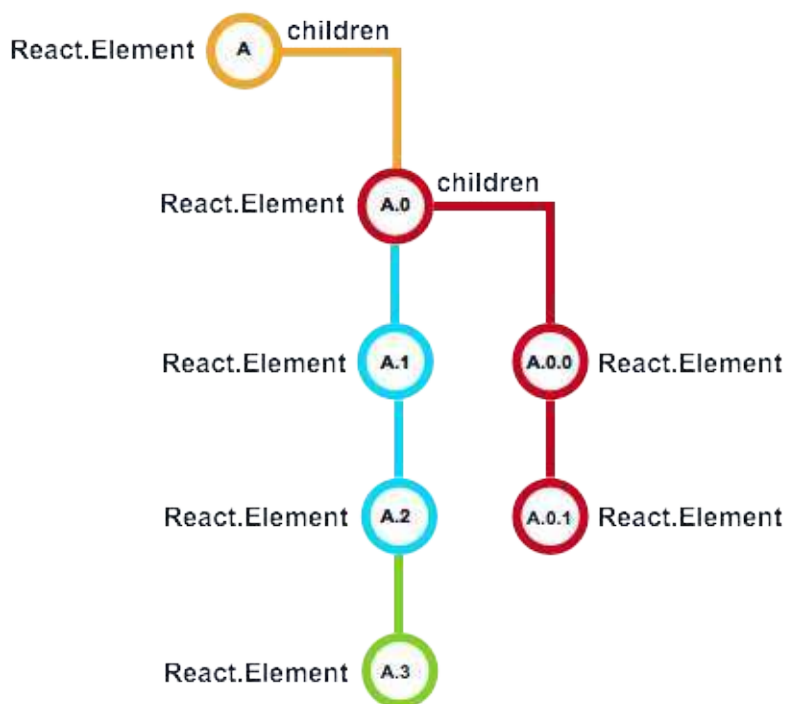 children
React.Element A
children
React.Element A.0
React.Element A.1 A.0.0 React.Element
React.Element A.2 A.0.1 React.Element
React.Element A.3